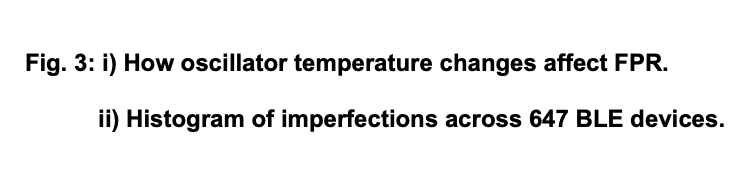 Fig. 3: i) How oscillator temperature changes affect FPR.
ii) Histogram of imperfections across 647 BLE devices.